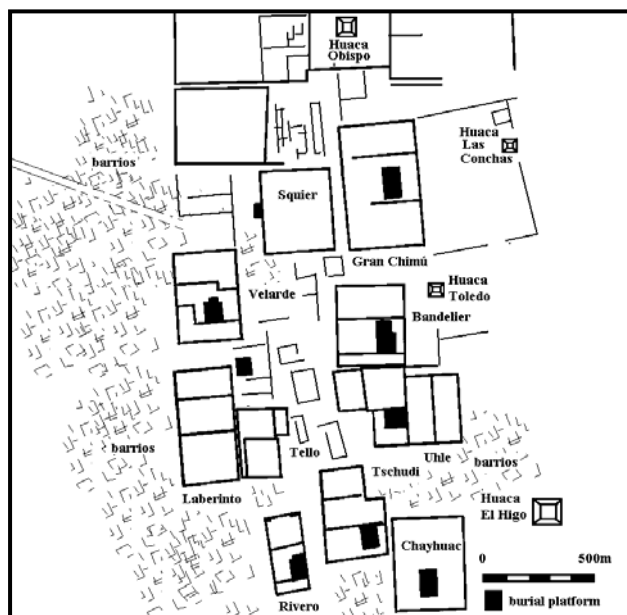 Huaca
Obispo
barrios
Huaca
Las
Conchas
Squier
Gran Chimú
Velarde
Huaca
Toledo
Bandelier
barrios
Tello
Uhle
Tschudi
barrios
Laberinto
Huaca
El Higo
Chayhuac
Rivero
0 500m
burial platform